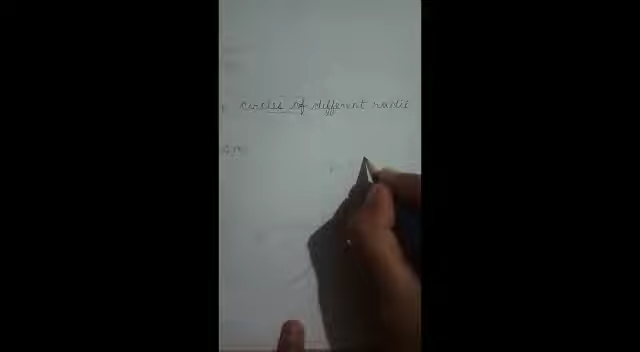 circles of different radii